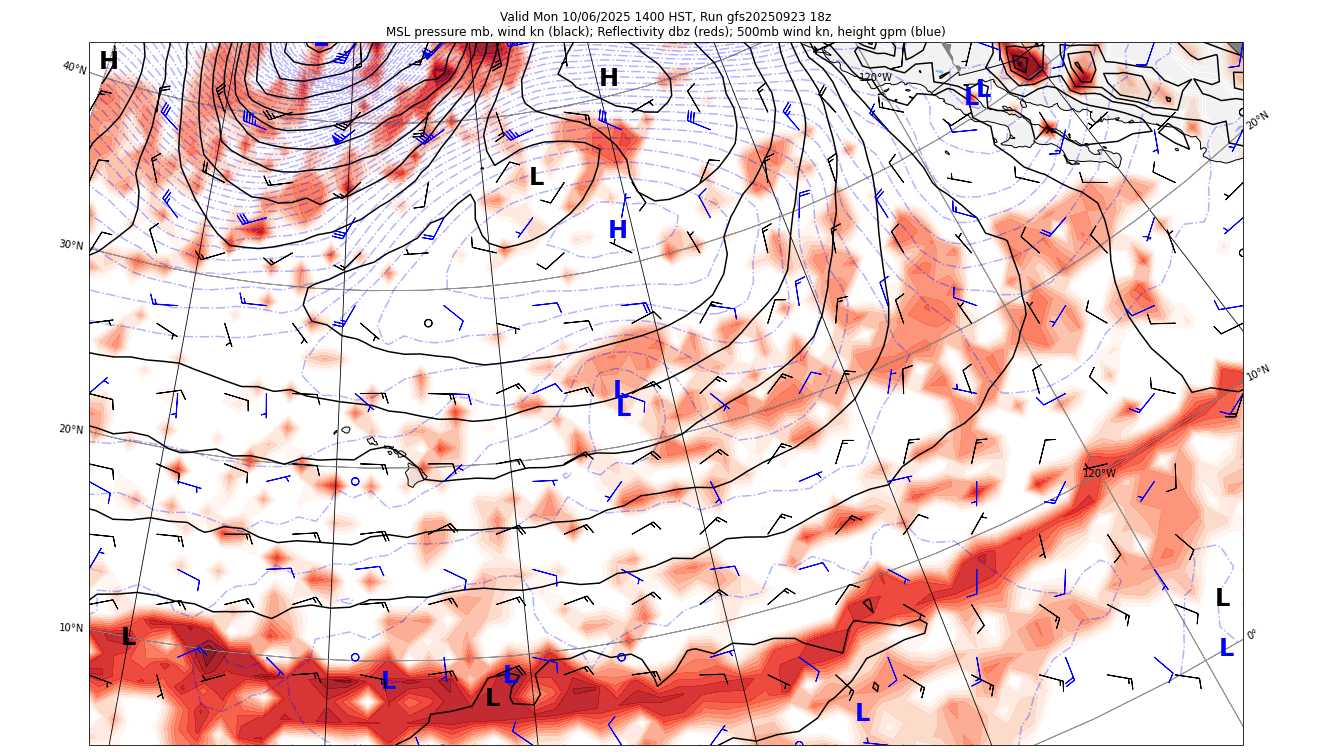 Valid Mon 10/06/2025 1400 HST, Run gfs20250923 18z
MSL pressure mb, wind kn (black); Reflectivity dbz (reds); 500mb wind kn, height gpm (blue)
L
H
40°N
H
120°W
L L
20°N
L
H
30°N
10°N
L
L
20°N
120°W
L
10°N
L
0°
L
L
L
L
L